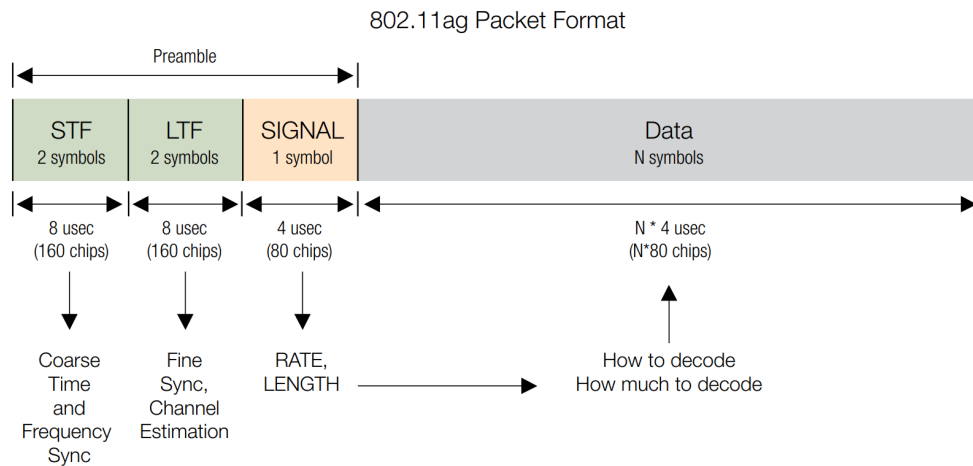 802.11ag Packet Format
Preamble
STF
2 symbols
LTF
2 symbols
SIGNAL
1 symbol
Data
N symbols
8 usec
(160 chips)
8 usec
(160 chips)
4 usec
(80 chips)
N * 4 usec
(N*80 chips)
Coarse
Time
and
Frequency
Sync
Fine
Sync,
Channel
Estimation
RATE,
LENGTH
How to decode
How much to decode